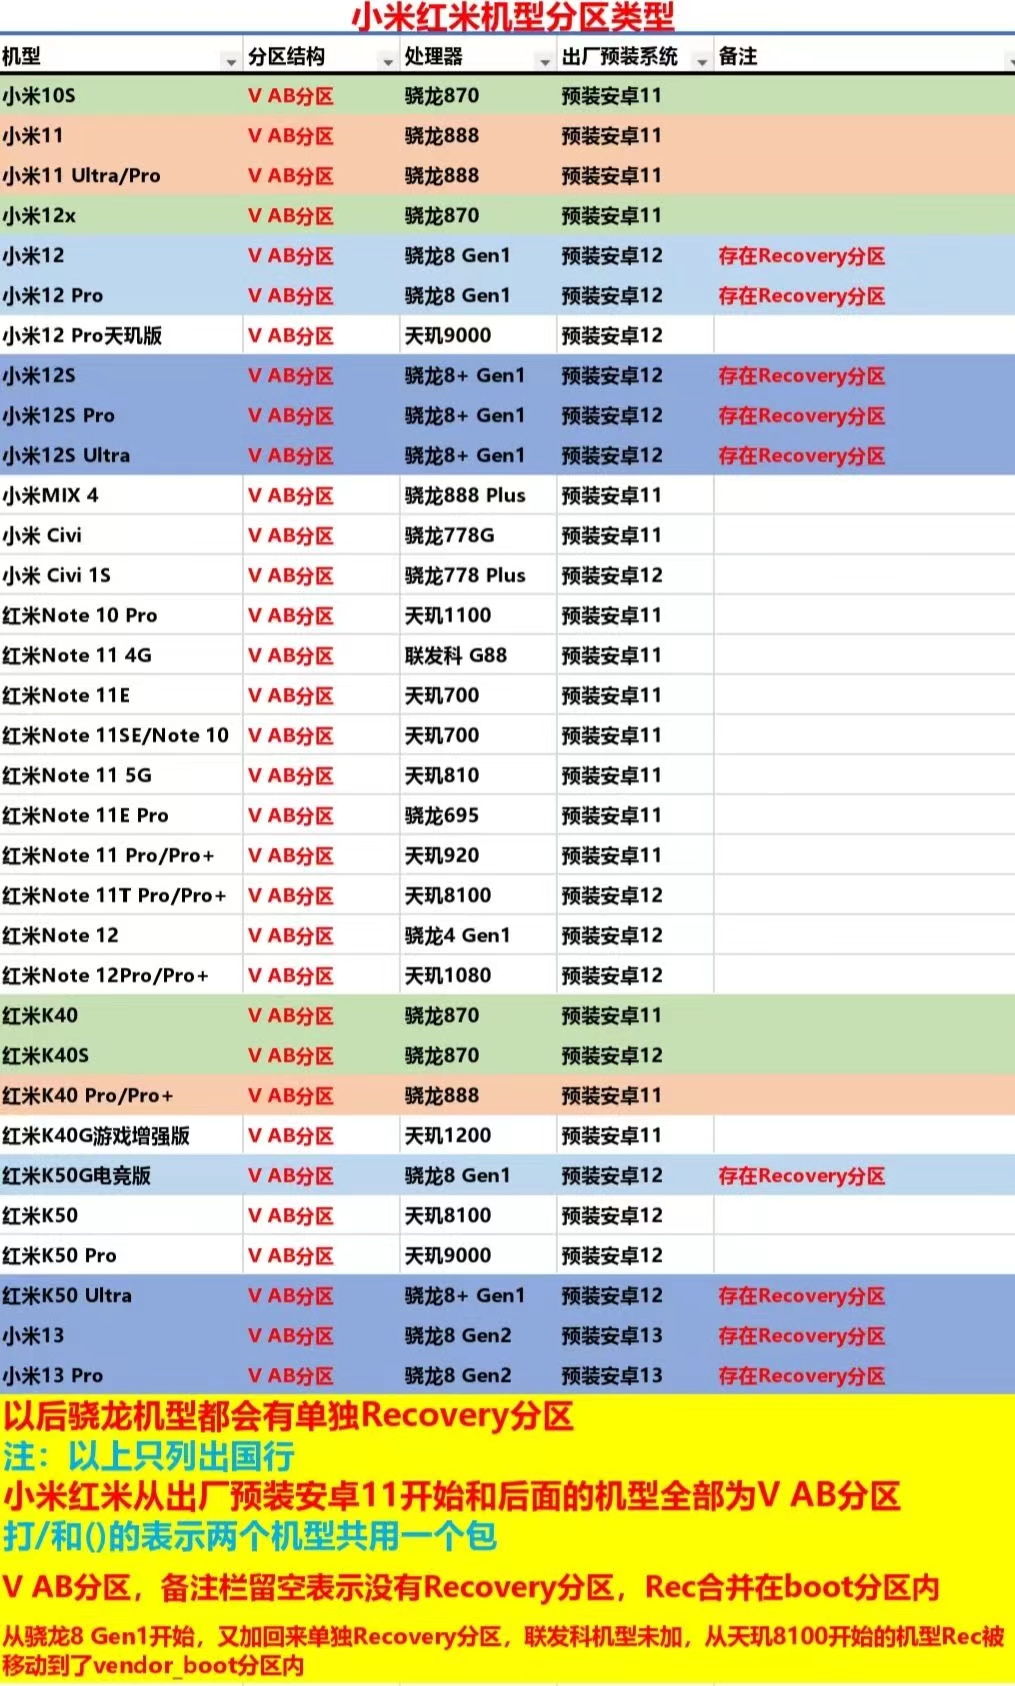 小米红米机型分区类型
机型 分区结构 处理器 出厂预装系统 备注
小米10S V AB分区 骁龙870 预装安卓11
小米11 V AB分区 骁龙888 预装安卓11
小米11 Ultra/Pro V AB分区 骁龙888 预装安卓11
小米12x V AB分区 骁龙870 预装安卓11
小米12 V AB分区 骁龙8 Gen1 预装安卓12 存在Recovery分区
小米12 Pro V AB分区 骁龙8 Gen1 预装安卓12 存在Recovery分区
小米12 Pro天玑版 V AB分区 天玑9000 预装安卓12
小米12S V AB分区 骁龙8+ Gen1 预装安卓12 存在Recovery分区
小米12S Pro V AB分区 骁龙8+ Gen1 预装安卓12 存在Recovery分区
小米12S Ultra V AB分区 骁龙8+ Gen1 预装安卓12 存在Recovery分区
小米MIX 4 V AB分区 骁龙888 Plus 预装安卓11
小米 Civi V AB分区 骁龙778G 预装安卓11
小米 Civi 1S V AB分区 骁龙778 Plus 预装安卓12
红米Note 10 Pro V AB分区 天玑1100 预装安卓11
红米Note 11 4G V AB分区 联发科 G88 预装安卓11
红米Note 11E V AB分区 天玑700 预装安卓11
红米Note 11SE/Note 10 V AB分区 天玑700 预装安卓11
红米Note 11 5G V AB分区 天玑810 预装安卓11
红米Note 11E Pro V AB分区 骁龙695 预装安卓11
红米Note 11 Pro/Pro+ V AB分区 天玑920 预装安卓11
红米Note 11T Pro/Pro+ V AB分区 天玑8100 预装安卓12
红米Note 12 V AB分区 骁龙4 Gen1 预装安卓12
红米Note 12Pro/Pro+ V AB分区 天玑1080 预装安卓12
红米K40 V AB分区 骁龙870 预装安卓11
红米K40S V AB分区 骁龙870 预装安卓12
红米K40 Pro/Pro+ V AB分区 骁龙888 预装安卓11
红米K40G游戏增强版 V AB分区 天玑1200 预装安卓11
红米K50G电竞版 V AB分区 骁龙8 Gen1 预装安卓12 存在Recovery分区
红米K50 V AB分区 天玑8100 预装安卓12
红米K50 Pro V AB分区 天玑9000 预装安卓12
红米K50 Ultra V AB分区 骁龙8+ Gen1 预装安卓12 存在Recovery分区
小米13 V AB分区 骁龙8 Gen2 预装安卓13 存在Recovery分区
小米13 Pro V AB分区 骁龙8 Gen2 预装安卓13 存在Recovery分区
以后骁龙机型都会有单独Recovery分区
注：以上只列出国行
小米红米从出厂预装安卓11开始和后面的机型全部为V AB分区
打/和()的表示两个机型共用一个包
V AB分区，备注栏留空表示没有Recovery分区，Rec合并在boot分区内
从骁龙8 Gen1开始，又加回来单独Recovery分区，联发科机型未加，从天玑8100开始的机型Rec被
移动到了vendor_boot分区内